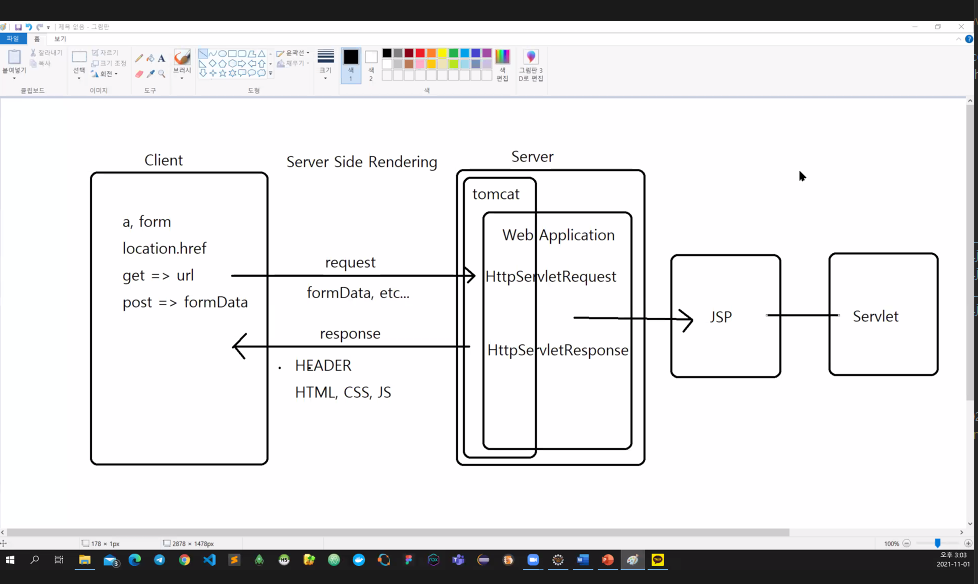 제목 없음 - 그림판
파일 홈 보기
붙여넣기
잘라내기
복사
클립보드
선택
자르기
크기 조정
회전
이미지
A
도구
브러시
윤곽선
채우기
도형
크기
색 1
색 2
색 편집
색
그림판 3D로 편집
Client
Server Side Rendering
Server
a, form
location.href
get => url
post => formData
request
formData, etc...
response
HEADER
HTML, CSS, JS
tomcat
Web Application
HttpServletRequest
HttpServletResponse
JSP
Servlet
178 × 1px
2878 × 1478px
100%
오후 3:03
2021-11-01